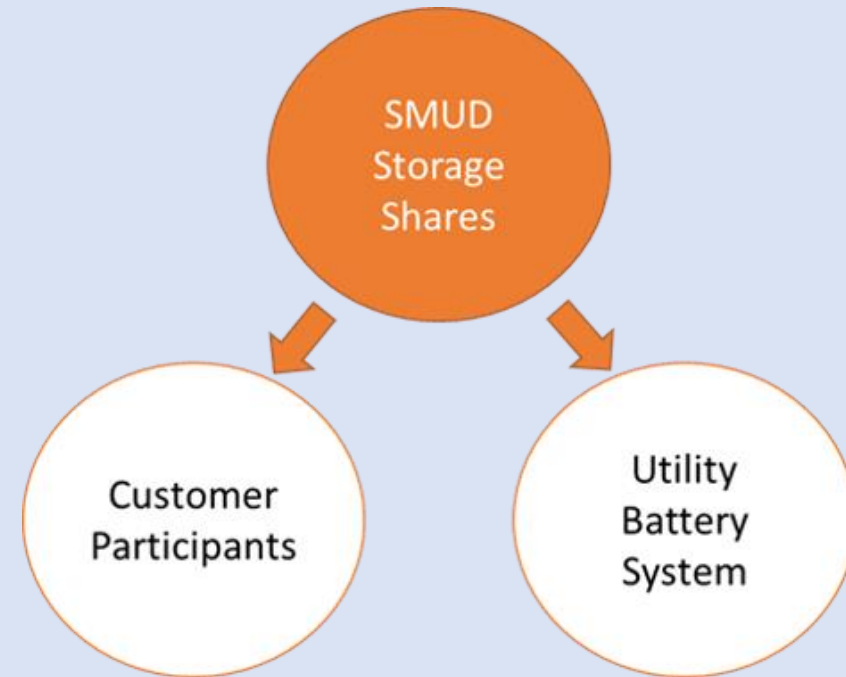 SMUD
Storage
Shares
Customer
Participants
Utility
Battery
System